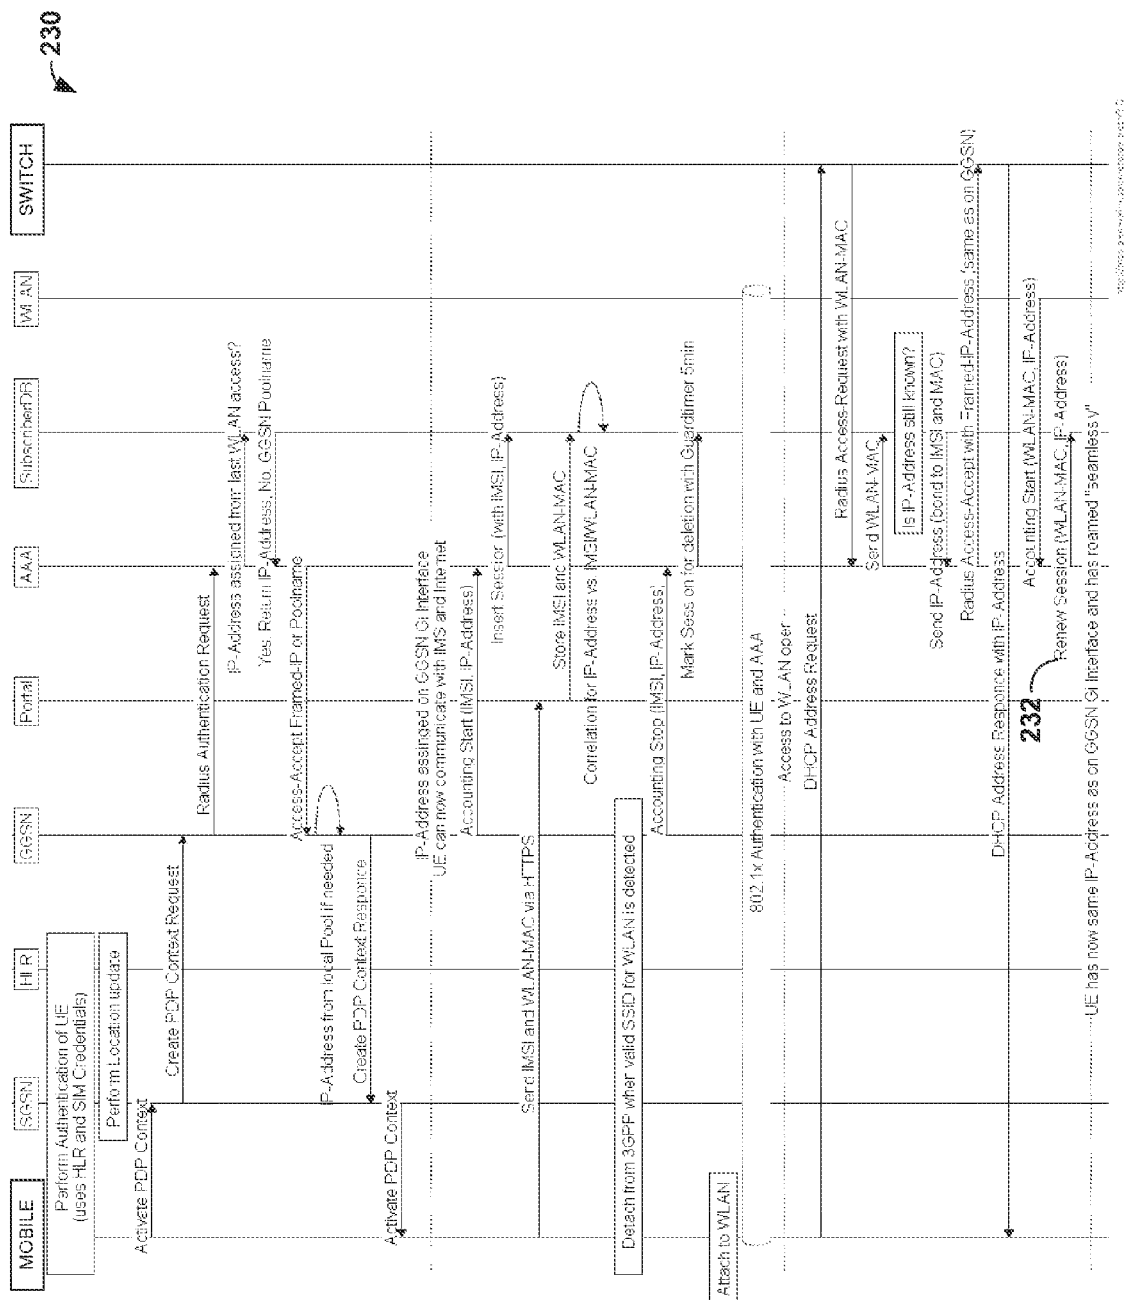 230
MOBILE
SGSN
HLR
GGSN
Portal
AAA
SubscriberDB
WLAN
SWITCH
Perform Authentication of UE
(uses HLR and SIM Credentials)
Perform Location update
Activate PDP Context
Create PDP Context Request
Radius Authentication Request
IP-Address assigned from last WLAN access?
Yes: Return IP-Address, No: GGSN Poolname
Access-Accept Framed-IP or Poolname
IP-Address from local Pool if needed
Create PDP Context Responce
Activate PDP Context
IP-Address assinged on GGSN Gi Interface
UE can now communicate with IMS and Internet
Accounting Start (IMSI, IP-Address)
Insert Session (with IMSI, IP-Address)
Send IMSI and WLAN-MAC via HTTPS
Store IMSI and WLAN-MAC
Correlation for IP-Address vs. IMSI/WLAN-MAC
Detach from 3GPP when valid SSID for WLAN is detected
Accounting Stop (IMSI, IP-Address)
Mark Session for deletion with Guardtimer 5min
Attach to WLAN
802.1x Authentication with UE and AAA
Access to WLAN open
DHCP Address Request
Radius Access-Request with WLAN-MAC
Send WLAN-MAC
Is IP-Address still known?
Send IP-Address (bond to IMSI and MAC)
Radius Access-Accept with Framed-IP-Address (same as on GGSN)
DHCP Address Responce with IP-Address
Accounting Start (WLAN-MAC, IP-Address)
232
Renew Session (WLAN-MAC, IP-Address)
UE has now same IP-Address as on GGSN Gi Interface and has roamed "seamlessly"